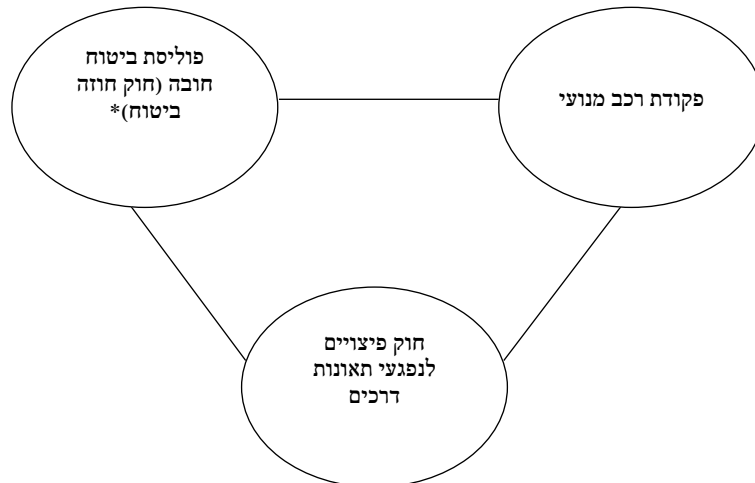 פוליסת ביטוח
חובה (חוק חוזה
ביטוח)*
פקודת רכב מנועי
חוק פיצויים
לנפגעי תאונות
דרכים